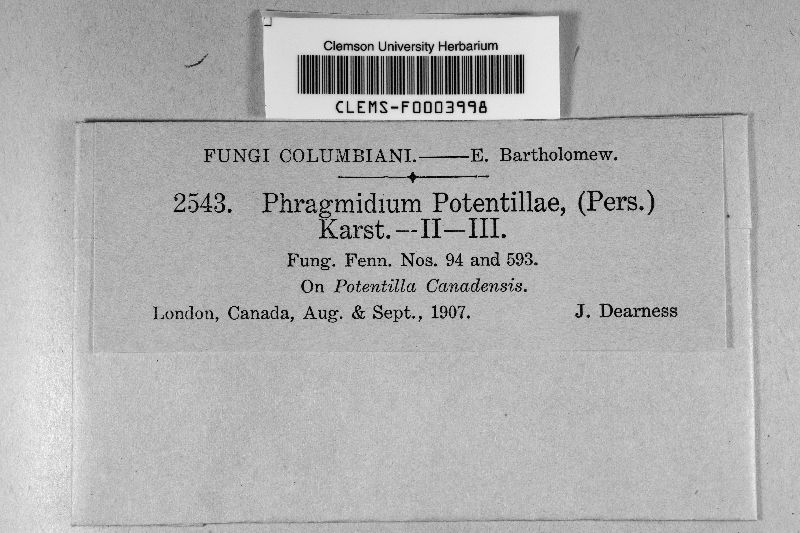 Clemson University Herbarium
CLEMS-F0003998
FUNGI COLUMBIANI.——E. Bartholomew.
2543. Phragmidium Potentillae, (Pers.)
Karst.--II—III.
Fung. Fenn. Nos. 94 and 593.
On Potentilla Canadensis.
London, Canada, Aug. & Sept., 1907. J. Dearness